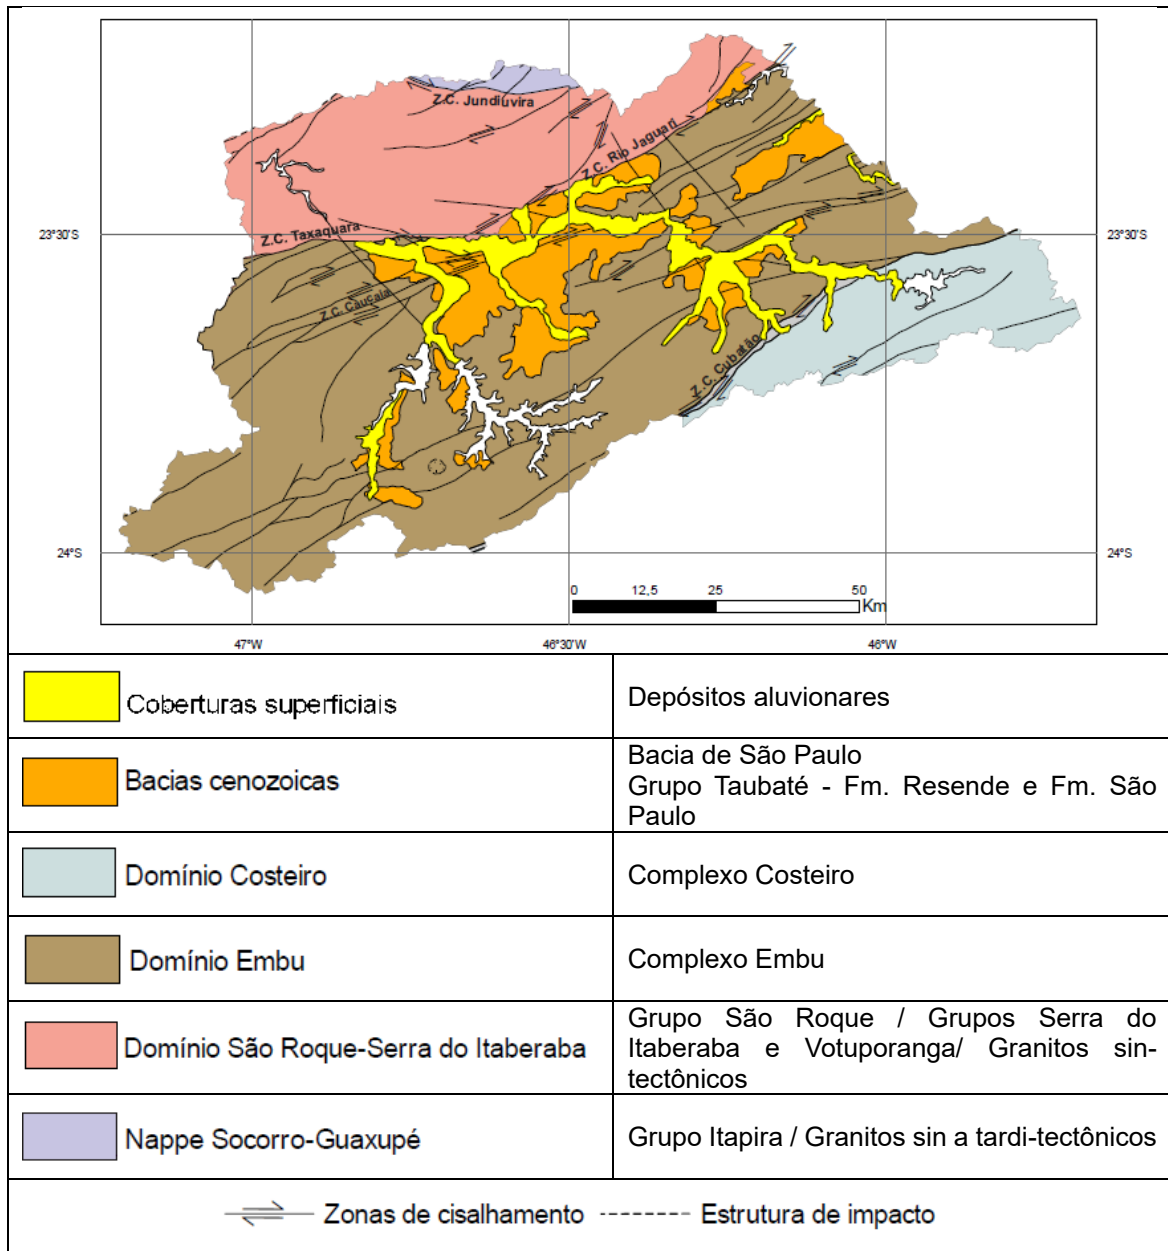 Z.C. Jundiuvira
Z.C. Rio Jaguari
23°30'S
Z.C. Taxaquara
23°30'S
Z.C. Caucaia
Z.C. Cubatão
24°S
24°S
0 12,5 25 50
Km
47°W
46°30'W
46°W
Coberturas superficiais
Depósitos aluvionares
Bacias cenozoicas
Bacia de São Paulo
Grupo Taubaté - Fm. Resende e Fm. São
Paulo
Domínio Costeiro
Complexo Costeiro
Domínio Embu
Complexo Embu
Domínio São Roque-Serra do Itaberaba
Grupo São Roque / Grupos Serra do
Itaberaba e Votuporanga/ Granitos sin-
tectônicos
Nappe Socorro-Guaxupé
Grupo Itapira / Granitos sin a tardi-tectônicos
Zonas de cisalhamento
Estrutura de impacto